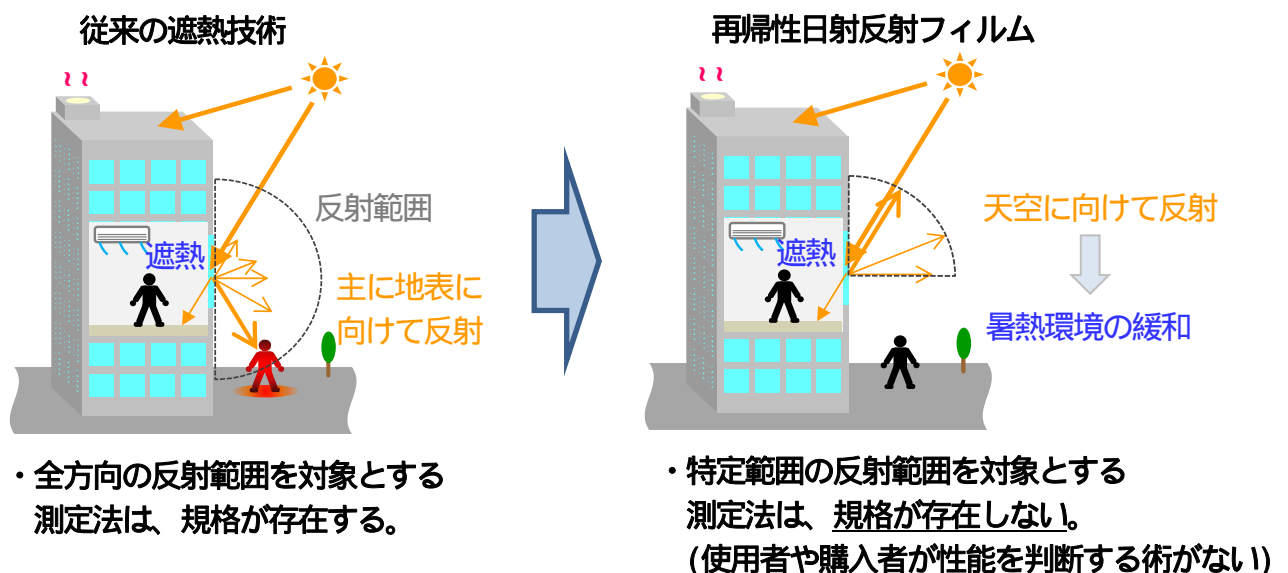 従来の遮熱技術
反射範囲
遮熱
主に地表に
向けて反射
・全方向の反射範囲を対象とする
測定法は、規格が存在する。
再帰性日射反射フィルム
遮熱
天空に向けて反射
暑熱環境の緩和
・特定範囲の反射範囲を対象とする
測定法は、規格が存在しない。
(使用者や購入者が性能を判断する術がない)